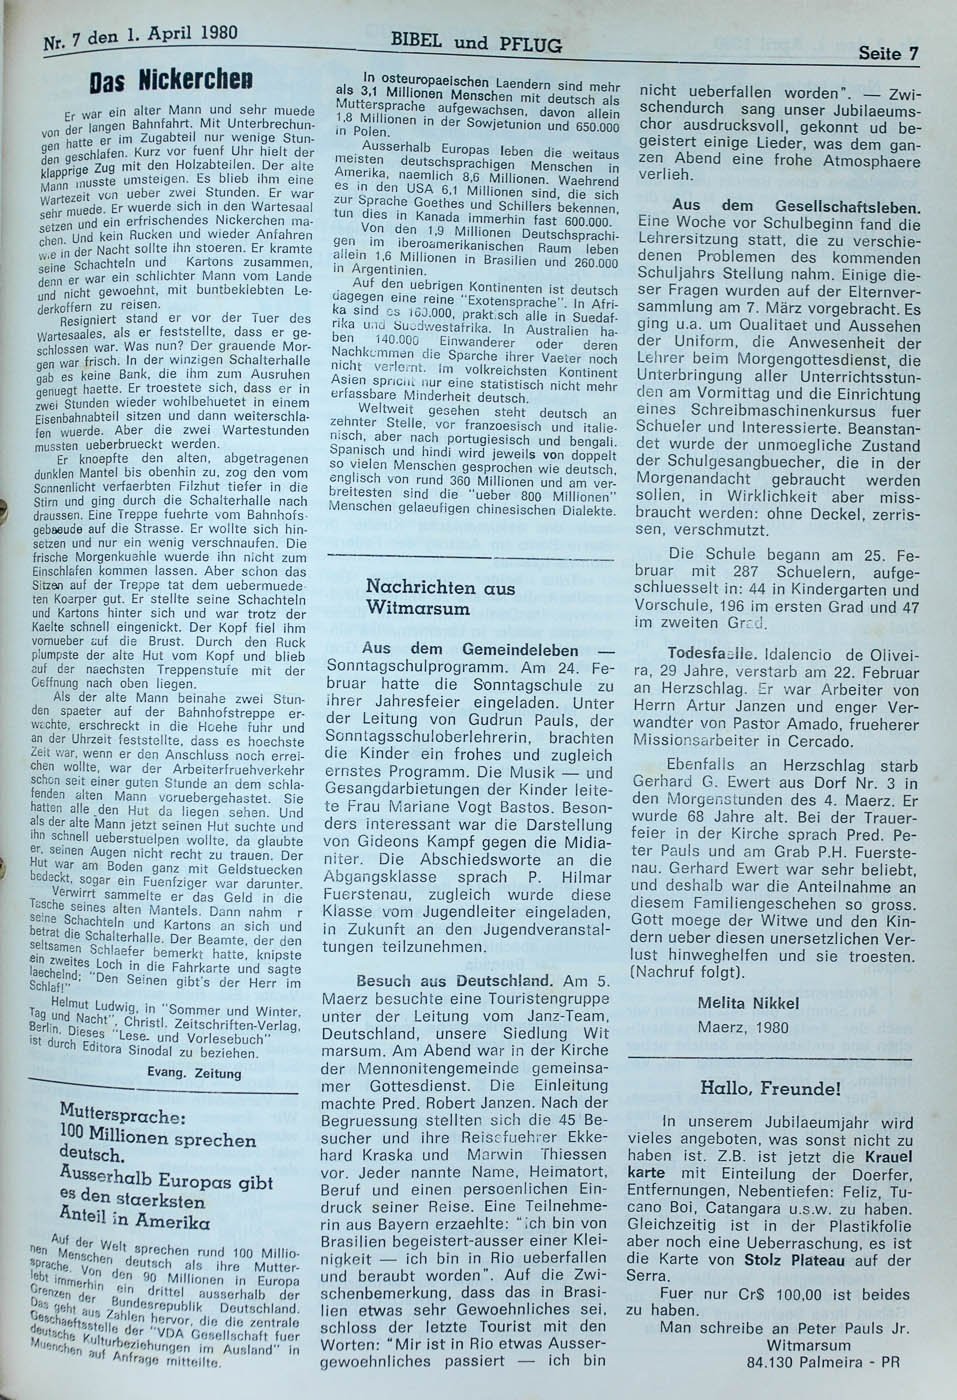 Nr. 7 den 1. April 1980
BIBEL und PFLUG
Seite 7
Das Nickerchen
Er war ein alter Mann und sehr muede
von der langen Bahnfahrt. Mit Unterbrechun-
gen hatte er im Zugabteil nur wenige Stun-
den geschlafen. Kurz vor fuenf Uhr hielt der
klapprige Zug mit den Holzabteilen. Der alte
Mann musste umsteigen. Es blieb ihm eine
Wartezeit von ueber zwei Stunden. Er war
sehr muede. Er wuerde sich in den Wartesaal
setzen und ein erfrischendes Nickerchen ma-
chen. Und kein Rucken und wieder Anfahren
wie in der Nacht sollte ihn stoeren. Er kramte
seine Schachteln und Kartons zusammen,
denn er war ein schlichter Mann vom Lande
und nicht gewoehnt, mit buntbeklebten Le-
derkoffern zu reisen.
Resigniert stand er vor der Tuer des
Wartesaales, als er feststellte, dass er ge-
schlossen war. Was nun? Der grauende Mor-
gen war frisch. In der winzigen Schalterhalle
gab es keine Bank, die ihm zum Ausruhen
genuegt haette. Er troestete sich, dass er in
zwei Stunden wieder wohlbehuetet in einem
Eisenbahnabteil sitzen und dann weiterschla-
fen wuerde. Aber die zwei Wartestunden
mussten ueberbrueckt werden.
Er knoepfte den alten, abgetragenen
dunklen Mantel bis obenhin zu, zog den vom
Sonnenlicht verfaerbten Filzhut tiefer in die
Stirn und ging durch die Schalterhalle nach
draussen. Eine Treppe fuehrte vom Bahnhofs-
gebaeude auf die Strasse. Er wollte sich hin-
setzen und nur ein wenig verschnaufen. Die
frische Morgenkuehle wuerde ihn nicht zum
Einschlafen kommen lassen. Aber schon das
Sitzen auf der Treppe tat dem uebermuede-
ten Koerper gut. Er stellte seine Schachteln
und Kartons hinter sich und war trotz der
Kaelte schnell eingenickt. Der Kopf fiel ihm
vornueber auf die Brust. Durch den Ruck
plumpste der alte Hut vom Kopf und blieb
auf der naechsten Treppenstufe mit der
Oeffnung nach oben liegen.
Als der alte Mann beinahe zwei Stun-
den spaeter auf der Bahnhofstreppe er-
wachte, erschreckt in die Hoehe fuhr und
an der Uhrzeit feststellte, dass es hoechste
Zeit war, wenn er den Anschluss noch errei-
chen wollte, war der Arbeiterfruehverkehr
schon seit einer guten Stunde an dem schla-
fenden alten Mann voruebergehastet. Sie
hatten alle den Hut da liegen sehen. Und
als der alte Mann jetzt seinen Hut suchte und
ihn schnell ueberstuelpen wollte, da glaubte
er, seinen Augen nicht recht zu trauen. Der
Hut war am Boden ganz mit Geldstuecken
bedeckt, sogar ein Fuenfziger war darunter.
Verwirrt sammelte er das Geld in die
Tasche seines alten Mantels. Dann nahm r
seine Schachteln und Kartons an sich und
betrat die Schalterhalle. Der Beamte, der den
seltsamen Schlaefer bemerkt hatte, knipste
ein zweites Loch in die Fahrkarte und sagte
laechelnd: "Den Seinen gibt's der Herr im
Schlaf!"
Helmut Ludwig, in "Sommer und Winter,
Tag und Nacht", Christl. Zeitschriften-Verlag,
Berlin. Dieses "Lese- und Vorlesebuch"
ist durch Editora Sinodal zu beziehen.
Evang. Zeitung
Muttersprache:
100 Millionen sprechen
deutsch.
Ausserhalb Europas gibt
es den staerksten
Anteil in Amerika
Auf der Welt sprechen rund 100 Millio-
nen Menschen deutsch als ihre Mutter-
sprache. Von den 90 Millionen in Europa
lebt immerhin ein drittel ausserhalb der
Grenzen der Bundesrepublik Deutschland.
Das geht aus Zahlen hervor, die die zentrale
Geschaeftsstelle der "VDA Gesellschaft fuer
deutsche Kulturbeziehungen im Ausland" in
Muenchen auf Anfrage mitteilte.
In osteuropaeischen Laendern sind mehr
als 3,1 Millionen Menschen mit deutsch als
Muttersprache aufgewachsen, davon allein
1,8 Millionen in der Sowjetunion und 650.000
in Polen.
Ausserhalb Europas leben die weitaus
meisten deutschsprachigen Menschen in
Amerika, naemlich 8,6 Millionen. Waehrend
es in den USA 6,1 Millionen sind, die sich
zur Sprache Goethes und Schillers bekennen,
tun dies in Kanada immerhin fast 600.000.
Von den 1,9 Millionen Deutschsprachi-
gen im iberoamerikanischen Raum leben
allein 1,6 Millionen in Brasilien und 260.000
in Argentinien.
Auf den uebrigen Kontinenten ist deutsch
dagegen eine reine "Exotensprache". In Afri-
ka sind es 160.000, praktisch alle in Suedaf-
rika und Suedwestafrika. In Australien ha-
ben 140.000 Einwanderer oder deren
Nachkommen die Sparche ihrer Vaeter noch
nicht verlernt. Im volkreichsten Kontinent
Asien spricht nur eine statistisch nicht mehr
erfassbare Minderheit deutsch.
Weltweit gesehen steht deutsch an
zehnter Stelle, vor franzoesisch und italie-
nisch, aber nach portugiesisch und bengali.
Spanisch und hindi wird jeweils von doppelt
so vielen Menschen gesprochen wie deutsch,
englisch von rund 360 Millionen und am ver-
breitesten sind die "ueber 800 Millionen"
Menschen gelaeufigen chinesischen Dialekte.
Nachrichten aus
Witmarsum
Aus dem Gemeindeleben —
Sonntagschulprogramm. Am 24. Fe-
bruar hatte die Sonntagschule zu
ihrer Jahresfeier eingeladen. Unter
der Leitung von Gudrun Pauls, der
Sonntagsschuloberlehrerin, brachten
die Kinder ein frohes und zugleich
ernstes Programm. Die Musik — und
Gesangdarbietungen der Kinder leite-
te Frau Mariane Vogt Bastos. Beson-
ders interessant war die Darstellung
von Gideons Kampf gegen die Midia-
niter. Die Abschiedsworte an die
Abgangsklasse sprach P. Hilmar
Fuerstenau, zugleich wurde diese
Klasse vom Jugendleiter eingeladen,
in Zukunft an den Jugendveranstal-
tungen teilzunehmen.
Besuch aus Deutschland. Am 5.
Maerz besuchte eine Touristengruppe
unter der Leitung vom Janz-Team,
Deutschland, unsere Siedlung Wit
marsum. Am Abend war in der Kirche
der Mennonitengemeinde gemeinsa-
mer Gottesdienst. Die Einleitung
machte Pred. Robert Janzen. Nach der
Begruessung stellten sich die 45 Be-
sucher und ihre Reisefuehrer Ekke-
hard Kraska und Marwin Thiessen
vor. Jeder nannte Name, Heimatort,
Beruf und einen persoenlichen Ein-
druck seiner Reise. Eine Teilnehme-
rin aus Bayern erzaehlte: "ich bin von
Brasilien begeistert-ausser einer Klei-
nigkeit — ich bin in Rio ueberfallen
und beraubt worden". Auf die Zwi-
schenbemerkung, dass das in Brasi-
lien etwas sehr Gewoehnliches sei,
schloss der letzte Tourist mit den
Worten: "Mir ist in Rio etwas Ausser-
gewoehnliches passiert — ich bin
nicht ueberfallen worden". — Zwi-
schendurch sang unser Jubilaeums-
chor ausdrucksvoll, gekonnt ud be-
geistert einige Lieder, was dem gan-
zen Abend eine frohe Atmosphaere
verlieh.
Aus dem Gesellschaftsleben.
Eine Woche vor Schulbeginn fand die
Lehrersitzung statt, die zu verschie-
denen Problemen des kommenden
Schuljahrs Stellung nahm. Einige die-
ser Fragen wurden auf der Elternver-
sammlung am 7. März vorgebracht. Es
ging u.a. um Qualitaet und Aussehen
der Uniform, die Anwesenheit der
Lehrer beim Morgengottesdienst, die
Unterbringung aller Unterrichtsstun-
den am Vormittag und die Einrichtung
eines Schreibmaschinenkursus fuer
Schueler und Interessierte. Beanstan-
det wurde der unmoegliche Zustand
der Schulgesangbuecher, die in der
Morgenandacht gebraucht werden
sollen, in Wirklichkeit aber miss-
braucht werden: ohne Deckel, zerris-
sen, verschmutzt.
Die Schule begann am 25. Fe-
bruar mit 287 Schuelern, aufge-
schluesselt in: 44 in Kindergarten und
Vorschule, 196 im ersten Grad und 47
im zweiten Grad.
Todesfaelle. Idalencio de Olivei-
ra, 29 Jahre, verstarb am 22. Februar
an Herzschlag. Er war Arbeiter von
Herrn Artur Janzen und enger Ver-
wandter von Pastor Amado, frueherer
Missionsarbeiter in Cercado.
Ebenfalls an Herzschlag starb
Gerhard G. Ewert aus Dorf Nr. 3 in
den Morgenstunden des 4. Maerz. Er
wurde 68 Jahre alt. Bei der Trauer-
feier in der Kirche sprach Pred. Pe-
ter Pauls und am Grab P.H. Fuerste-
nau. Gerhard Ewert war sehr beliebt,
und deshalb war die Anteilnahme an
diesem Familiengeschehen so gross.
Gott moege der Witwe und den Kin-
dern ueber diesen unersetzlichen Ver-
lust hinweghelfen und sie troesten.
(Nachruf folgt).
Melita Nikkel
Maerz, 1980
Hallo, Freunde!
In unserem Jubilaeumjahr wird
vieles angeboten, was sonst nicht zu
haben ist. Z.B. ist jetzt die Krauel
karte mit Einteilung der Doerfer,
Entfernungen, Nebentiefen: Feliz, Tu-
cano Boi, Catangara u.s.w. zu haben.
Gleichzeitig ist in der Plastikfolie
aber noch eine Ueberraschung, es ist
die Karte von Stolz Plateau auf der
Serra.
Fuer nur Cr$ 100,00 ist beides
zu haben.
Man schreibe an Peter Pauls Jr.
Witmarsum
84.130 Palmeira - PR